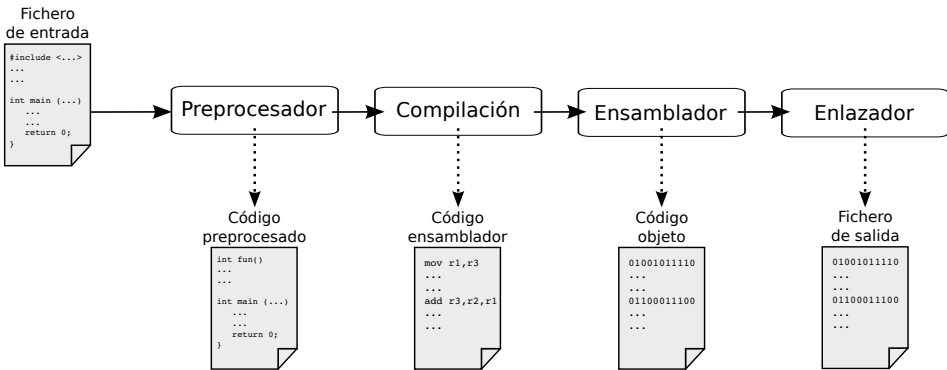 Fichero
de entrada
#include <...>
...
...
int main (...)
...
...
return 0;
}
Preprocesador
Compilación
Ensamblador
Enlazador
Código
preprocesado
int fun()
...
...
int main (...)
...
...
return 0;
}
Código
ensamblador
mov r1,r3
...
...
add r3,r2,r1
...
...
Código
objeto
01001011110
...
...
01100011100
...
...
Fichero
de salida
01001011110
...
...
01100011100
...
...